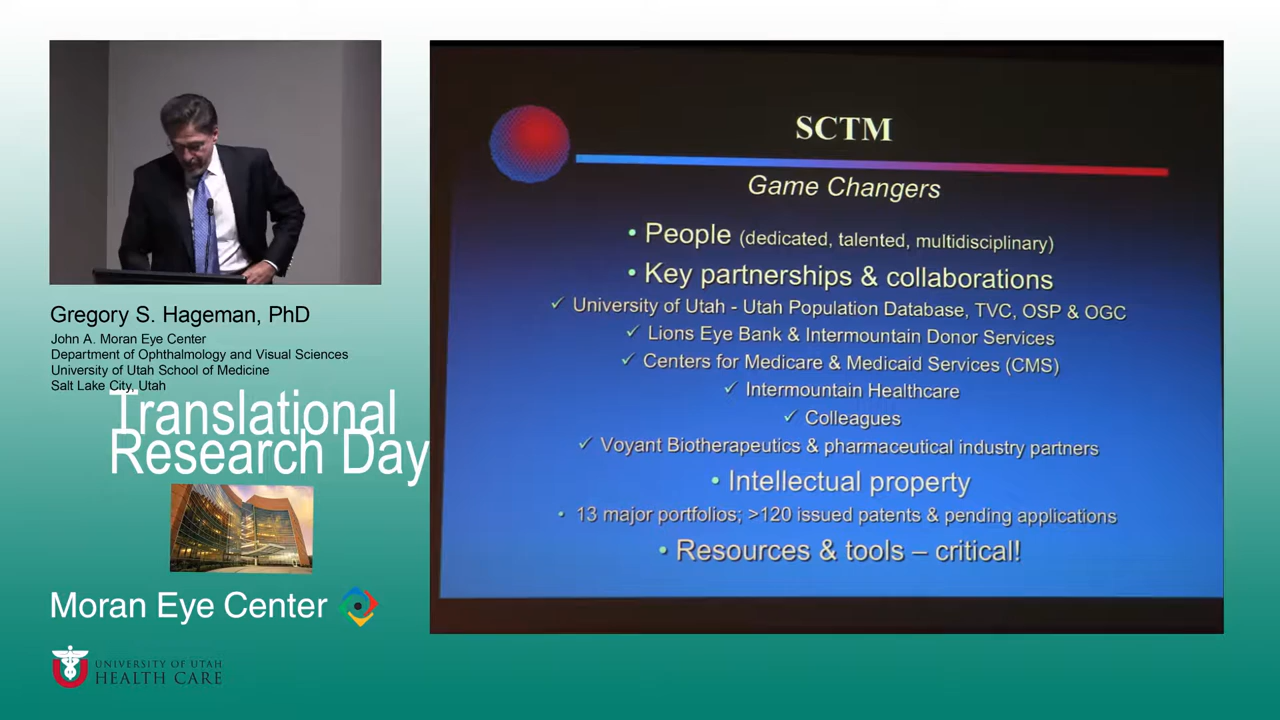 Gregory S. Hageman, PhD
John A. Moran Eye Center
Department of Ophthalmology and Visual Sciences
University of Utah School of Medicine
Salt Lake City, Utah
Translational
Research Day
Moran Eye Center
UNIVERSITY OF UTAH
HEALTH CARE
SCTM
Game Changers
• People (dedicated, talented, multidisciplinary)
• Key partnerships & collaborations
✓ University of Utah - Utah Population Database, TVC, OSP & OGC
✓ Lions Eye Bank & Intermountain Donor Services
✓ Centers for Medicare & Medicaid Services (CMS)
✓ Intermountain Healthcare
✓ Colleagues
✓ Voyant Biotherapeutics & pharmaceutical industry partners
• Intellectual property
• 13 major portfolios; >120 issued patents & pending applications
• Resources & tools – critical!